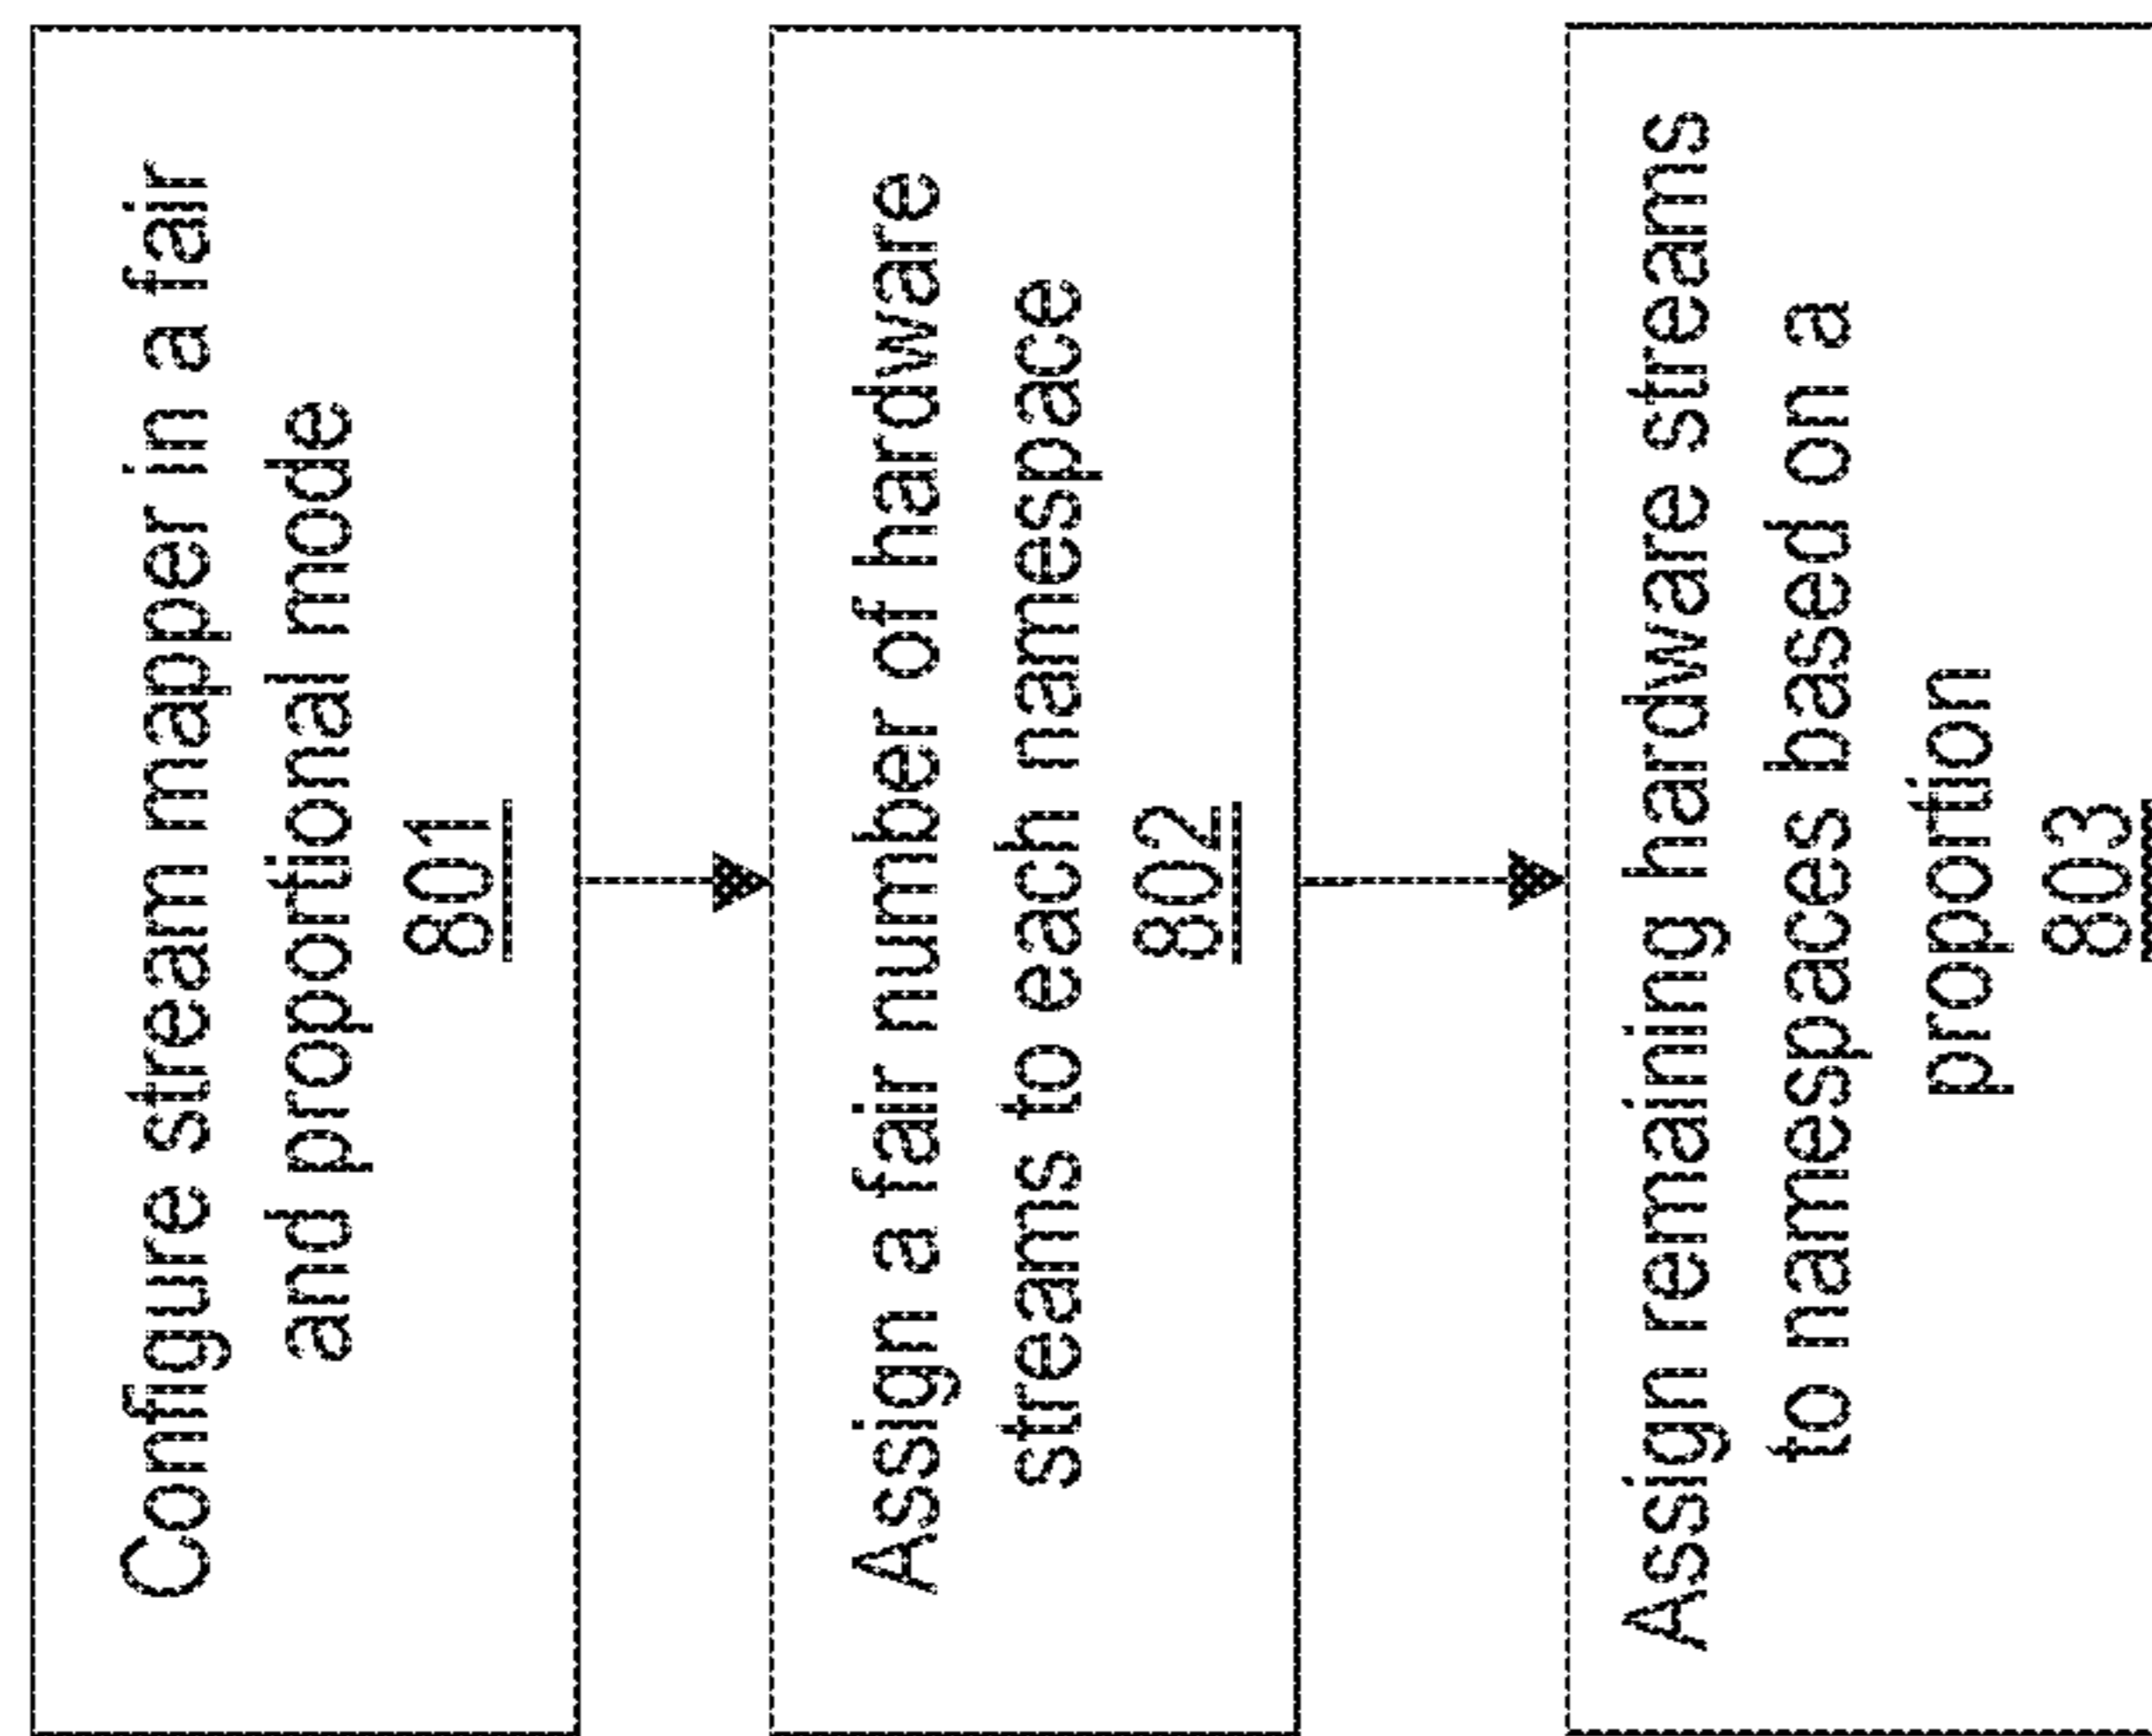 Configure stream mapper in a fair
and proportional mode
801
Assign a fair number of hardware
streams to each namespace
802
Assign remaining hardware streams
to namespaces based on a
proportion
803